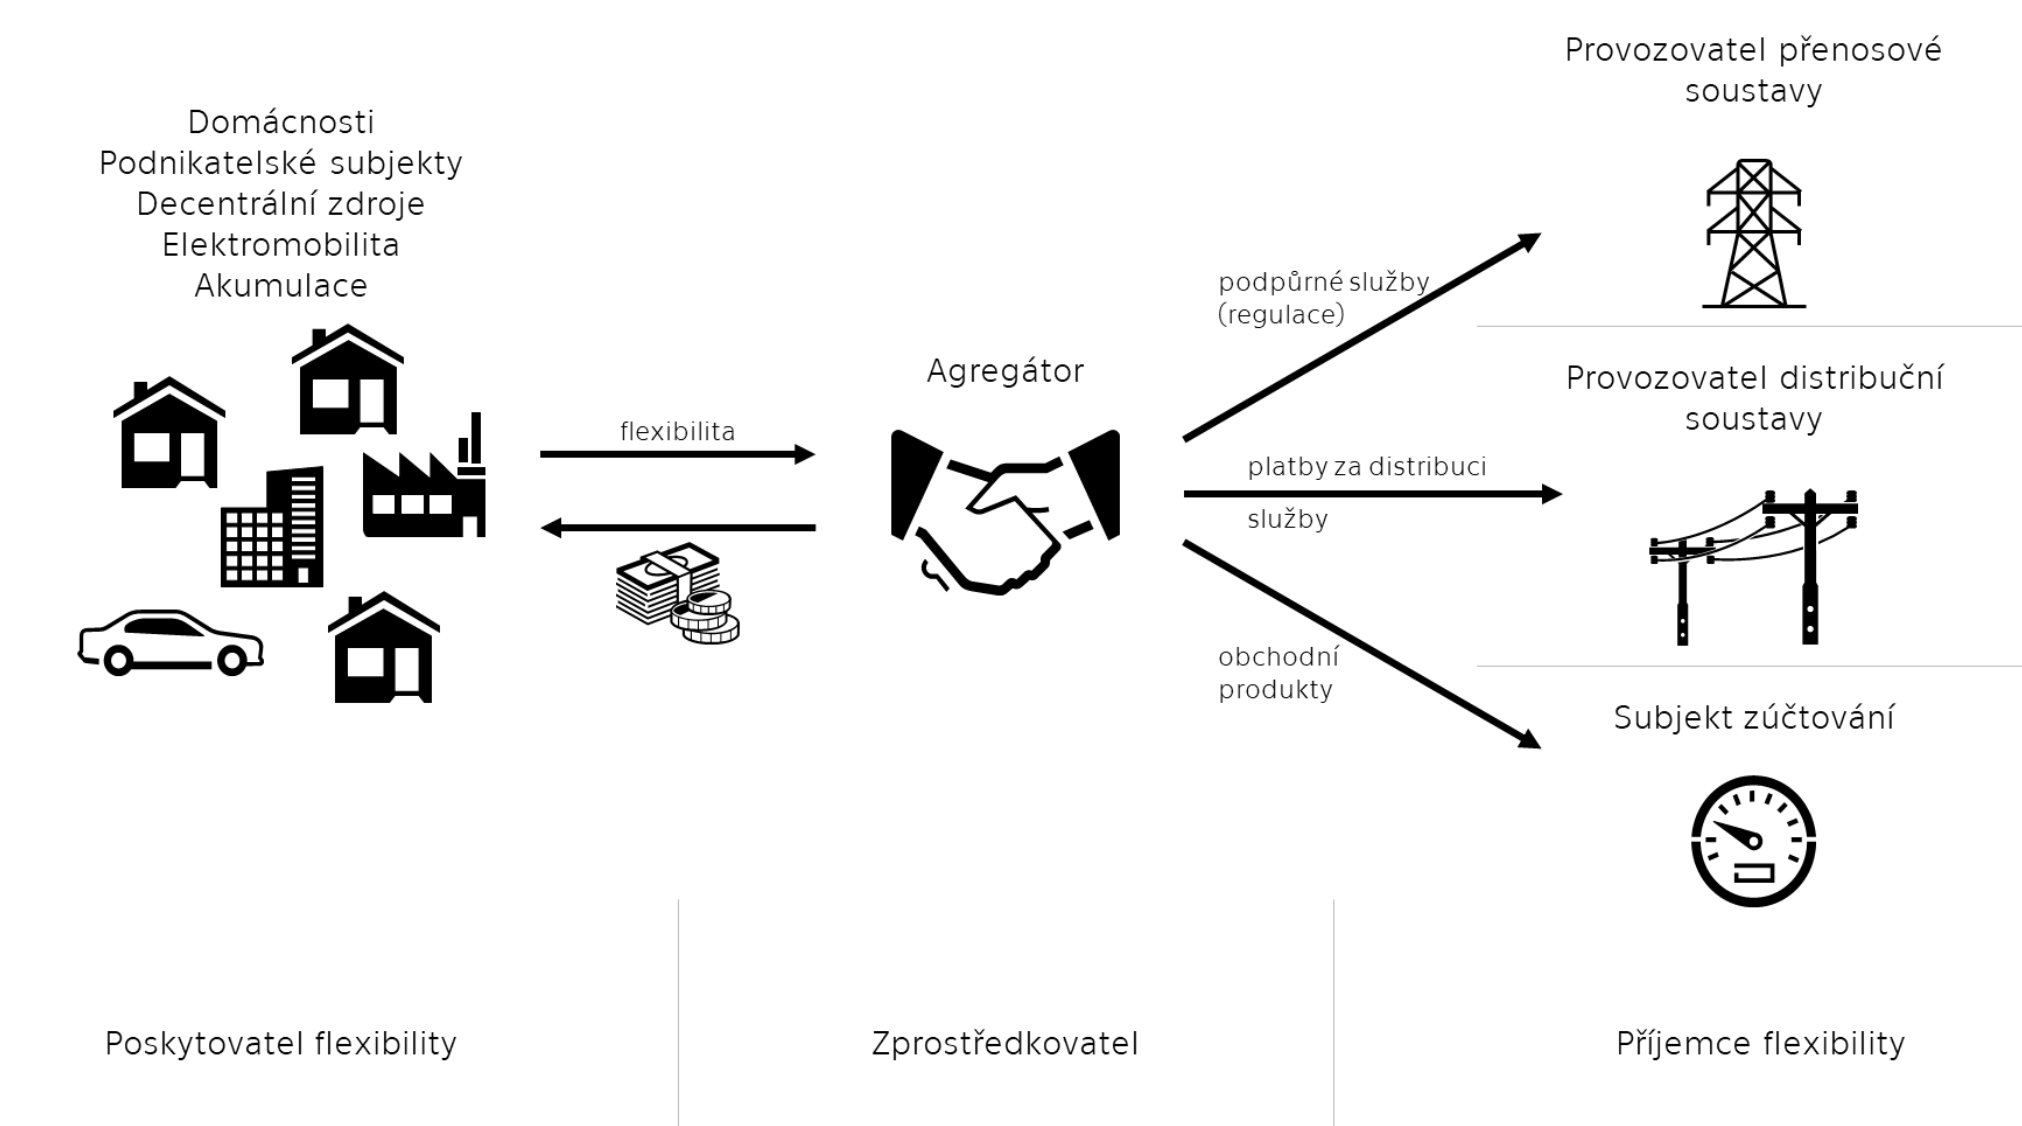 Domácnosti
Podnikatelské subjekty
Decentrální zdroje
Elektromobilita
Akumulace
flexibilita
Agregátor
podpůrné služby
(regulace)
platby za distribuci
služby
obchodní
produkty
Provozovatel přenosové
soustavy
Provozovatel distribuční
soustavy
Subjekt zúčtování
Poskytovatel flexibility
Zprostředkovatel
Příjemce flexibility